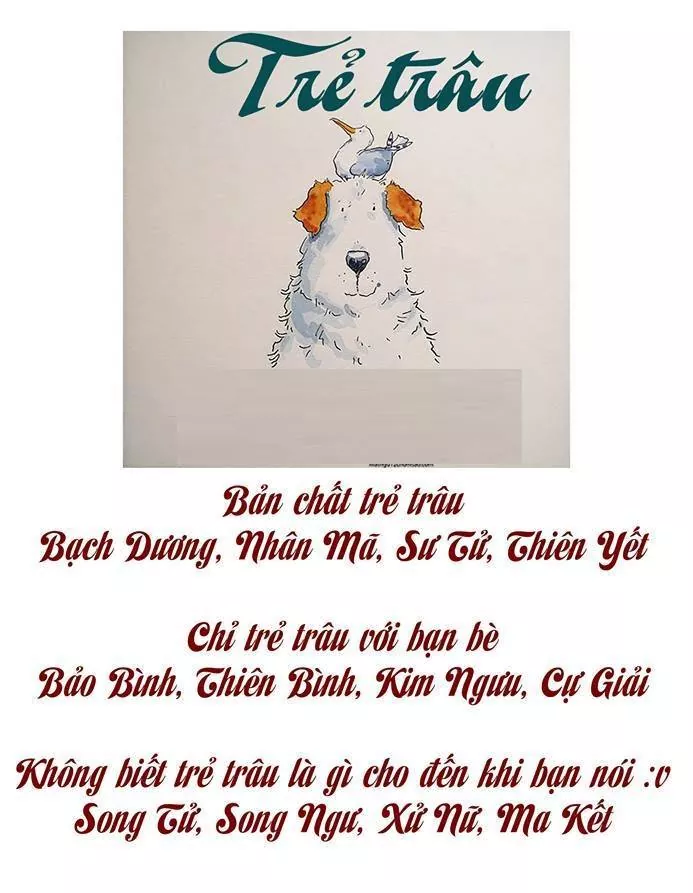 Trẻ trâu
Bản chất trẻ trâu
Bạch Dương, Nhân Mã, Sư Tử, Thiên Yết
Chỉ trẻ trâu với bạn bè
Bảo Bình, Thiên Bình, Kim Ngưu, Cự Giải
Không biết trẻ trâu là gì cho đến khi bạn nói :v
Song Tử, Song Ngư, Xử Nữ, Ma Kết